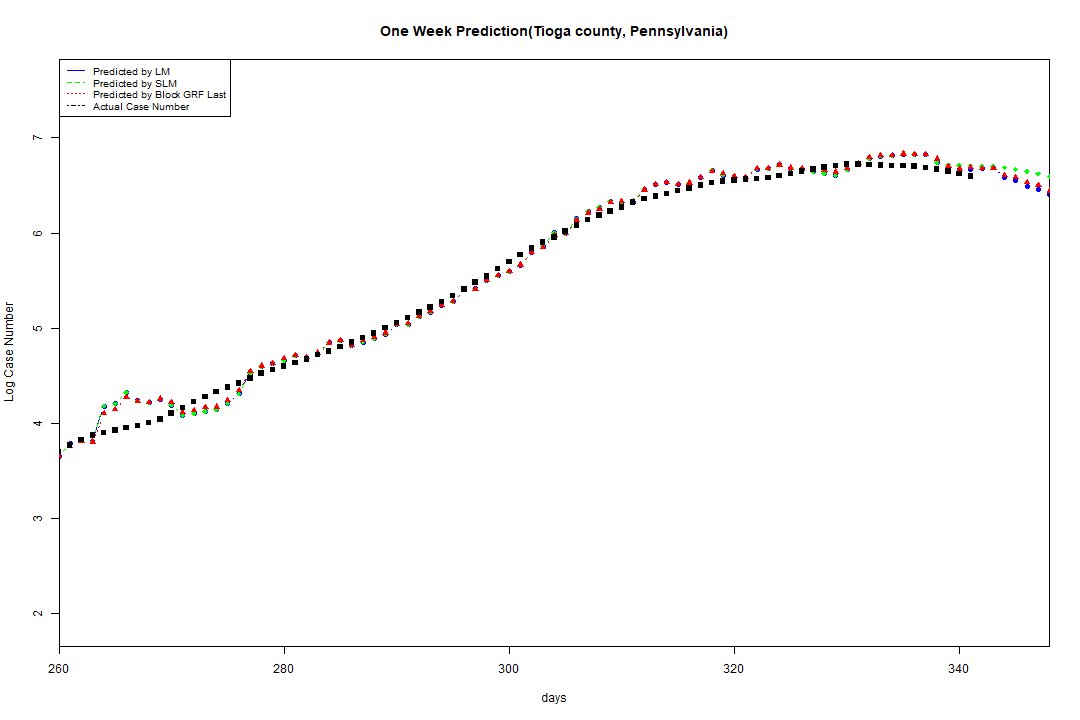 One Week Prediction(Tioga county, Pennsylvania)
Predicted by LM
Predicted by SLM
Predicted by Block GRF Last
Actual Case Number
7
6
5
4
3
2
Log Case Number
260 280 300 320 340
days